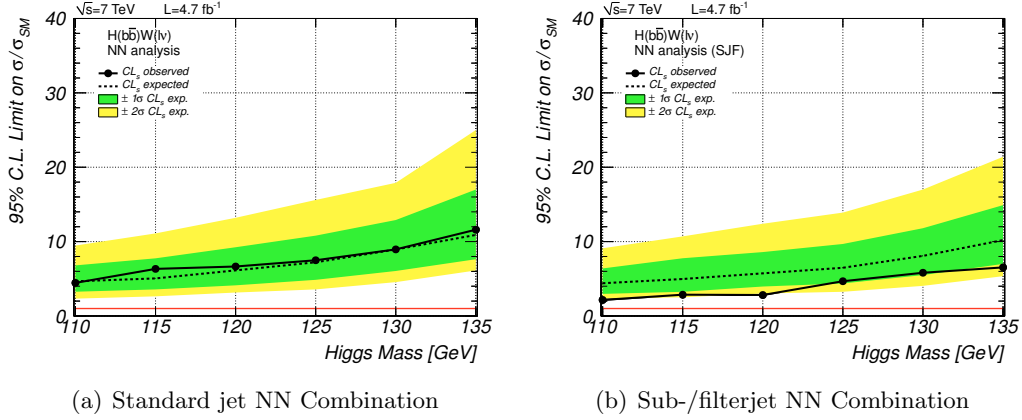 √s=7 TeV L=4.7 fb⁻¹
95% C.L. Limit on σ/σ_SM
40
30
20
10
0
H(bb̅)W(lν)
NN analysis
CLₛ observed
CLₛ expected
± 1σ CLₛ exp.
± 2σ CLₛ exp.
110 115 120 125 130 135
Higgs Mass [GeV]
(a) Standard jet NN Combination
√s=7 TeV L=4.7 fb⁻¹
95% C.L. Limit on σ/σ_SM
40
30
20
10
0
H(bb̅)W(lν)
NN analysis (SJF)
CLₛ observed
CLₛ expected
± 1σ CLₛ exp.
± 2σ CLₛ exp.
110 115 120 125 130 135
Higgs Mass [GeV]
(b) Sub-/filterjet NN Combination